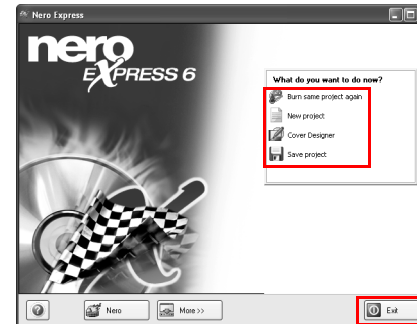 Nero Express
nero
EXPRESS 6
What do you want to do now?
Burn same project again
New project
Cover Designer
Save project
Nero
More >>
Exit